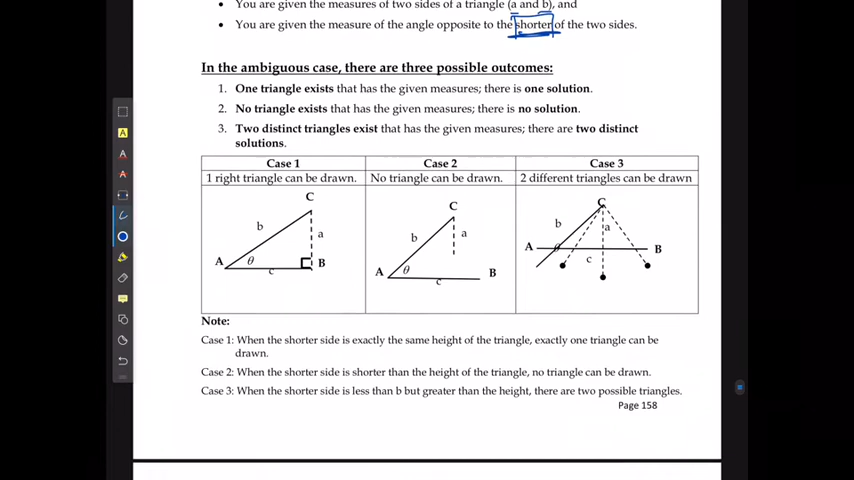 • You are given the measures of two sides of a triangle (a and b), and
• You are given the measure of the angle opposite to the shorter of the two sides.
In the ambiguous case, there are three possible outcomes:
1. One triangle exists that has the given measures; there is one solution.
2. No triangle exists that has the given measures; there is no solution.
3. Two distinct triangles exist that has the given measures; there are two distinct
solutions.
Case 1 Case 2 Case 3
1 right triangle can be drawn. No triangle can be drawn. 2 different triangles can be drawn
C
b
a
A
θ
B
c
C
b
a
A
θ
B
c
C
b
a
A
θ
B
c
Note:
Case 1: When the shorter side is exactly the same height of the triangle, exactly one triangle can be
drawn.
Case 2: When the shorter side is shorter than the height of the triangle, no triangle can be drawn.
Case 3: When the shorter side is less than b but greater than the height, there are two possible triangles.
Page 158
A
A
A